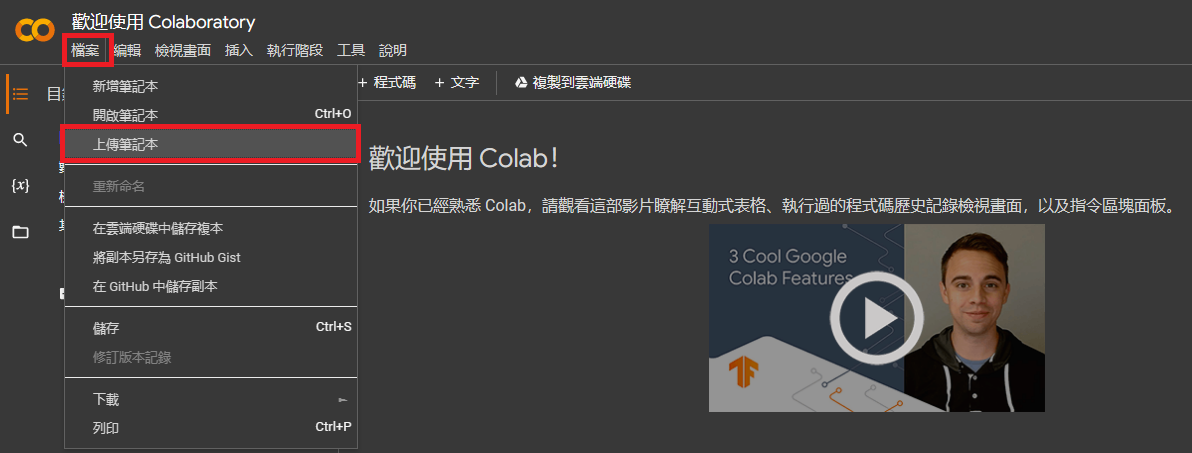 歡迎使用 Colaboratory
檔案 編輯 檢視畫面 插入 執行階段 工具 說明
+ 程式碼 + 文字 複製到雲端硬碟
新增筆記本
開啟筆記本 Ctrl+O
上傳筆記本
重新命名
在雲端硬碟中儲存複本
將副本另存為 GitHub Gist
在 GitHub 中儲存副本
儲存 Ctrl+S
修訂版本記錄
下載
列印 Ctrl+P
目
{x}
歡迎使用 Colab！
如果你已經熟悉 Colab，請觀看這部影片瞭解互動式表格、執行過的程式碼歷史記錄檢視畫面，以及指令區塊面板。
3 Cool Google
Colab Features